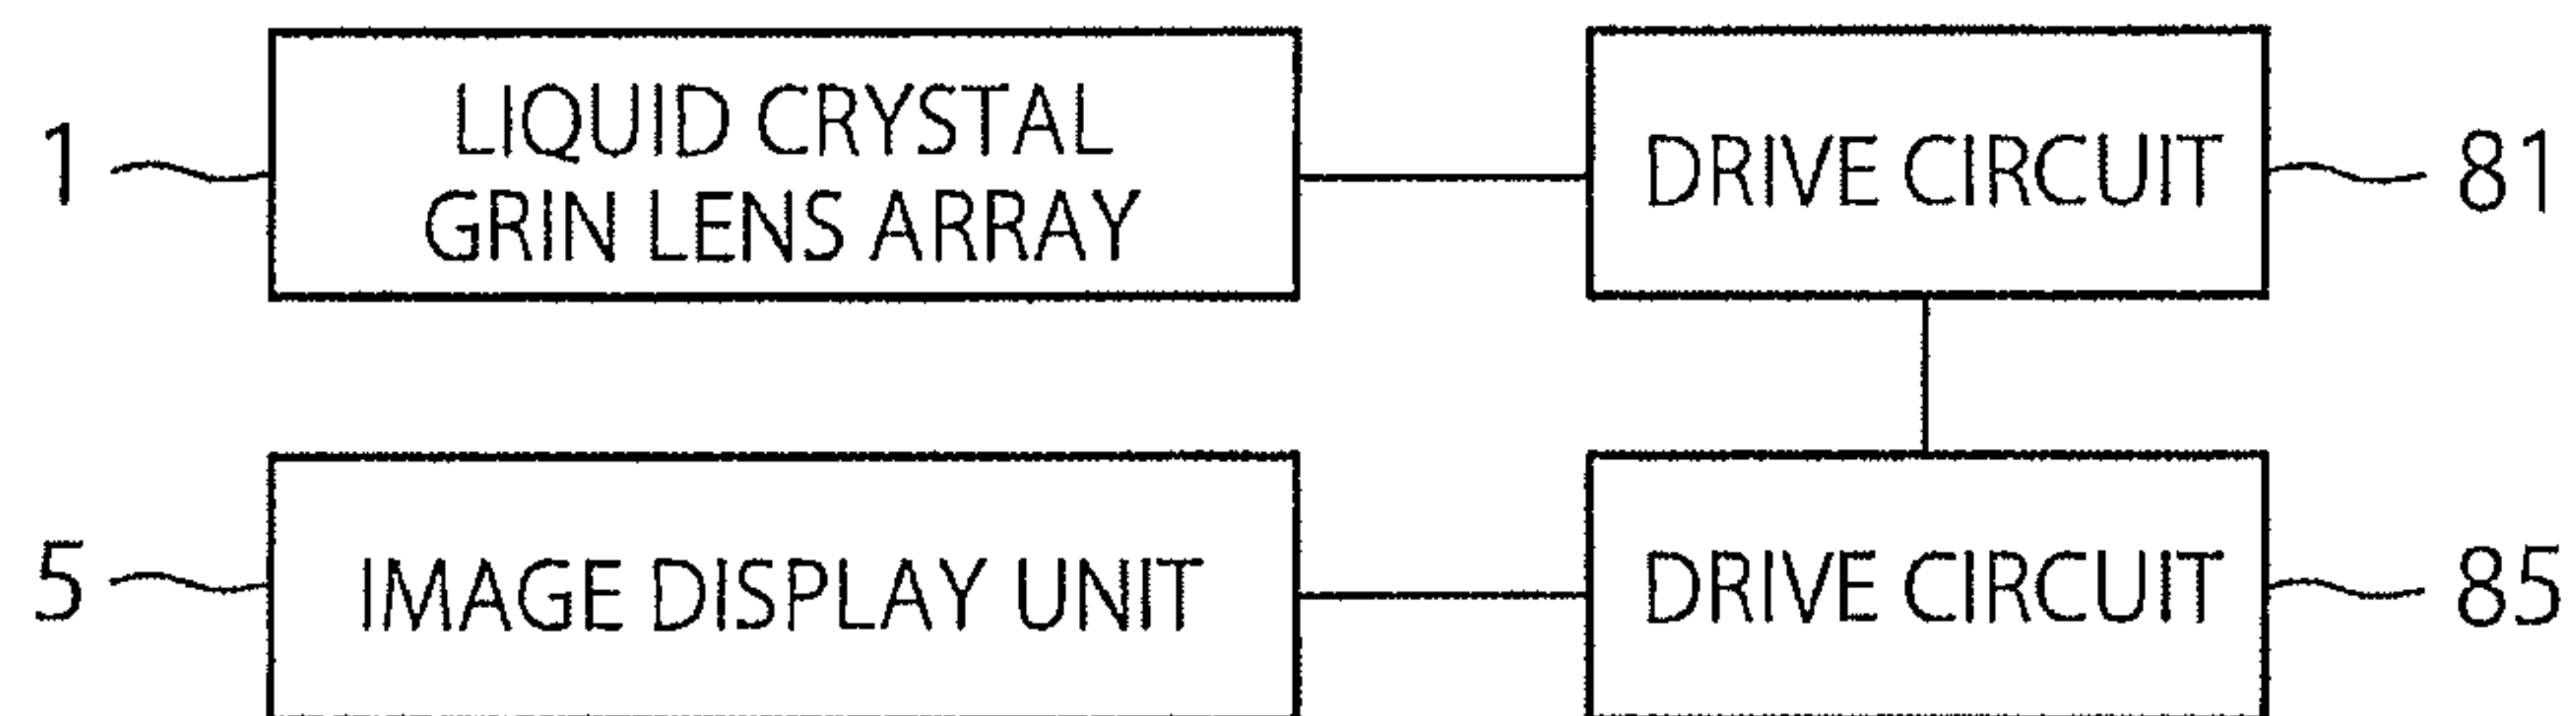 1
LIQUID CRYSTAL
GRIN LENS ARRAY
DRIVE CIRCUIT
81
5
IMAGE DISPLAY UNIT
DRIVE CIRCUIT
85